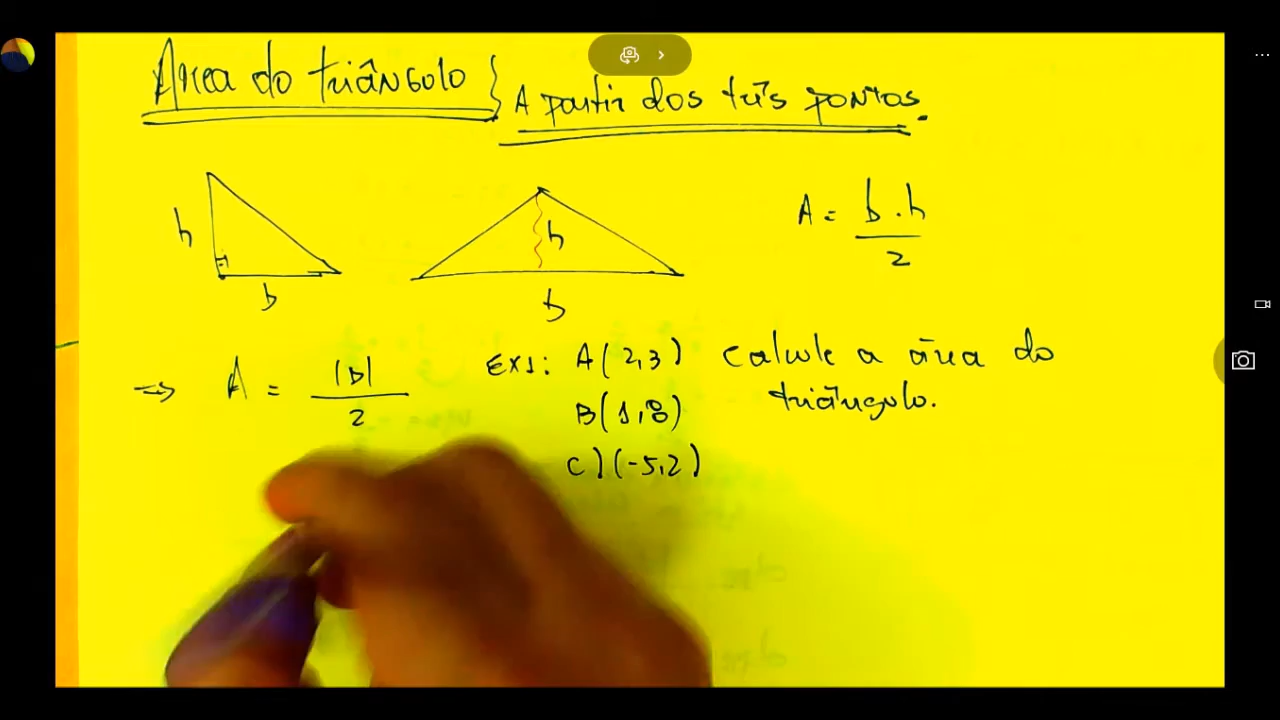 Área do triângulo } A partir dos três pontos.
h
b
h
b
A = b . h / 2
=> A = |D| / 2
Ex1: A(2,3) Calcule a área do
B(1,8) triângulo.
C)(-5,2)